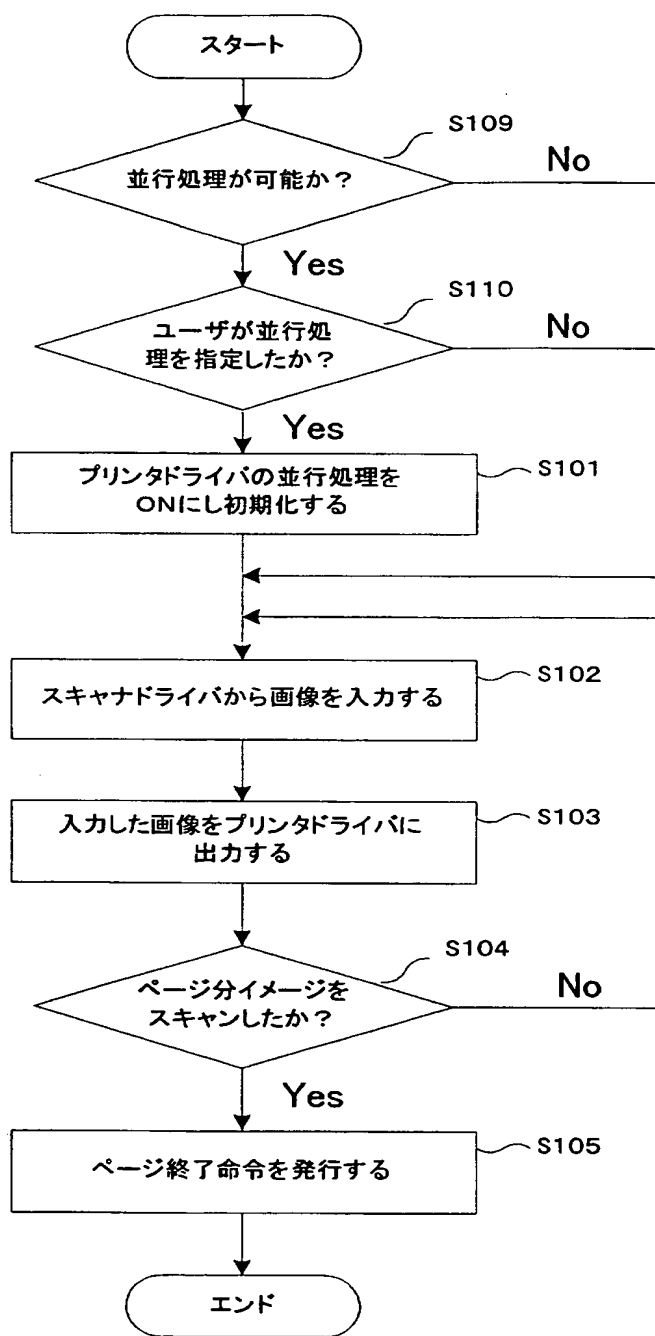 スタート
S109
並行処理が可能か？
No
Yes
S110
ユーザが並行処
理を指定したか？
No
Yes
プリンタドライバの並行処理を
ONにし初期化する
S101
スキャナドライバから画像を入力する
S102
入力した画像をプリンタドライバに
出力する
S103
S104
ページ分イメージを
スキャンしたか？
No
Yes
ページ終了命令を発行する
S105
エンド